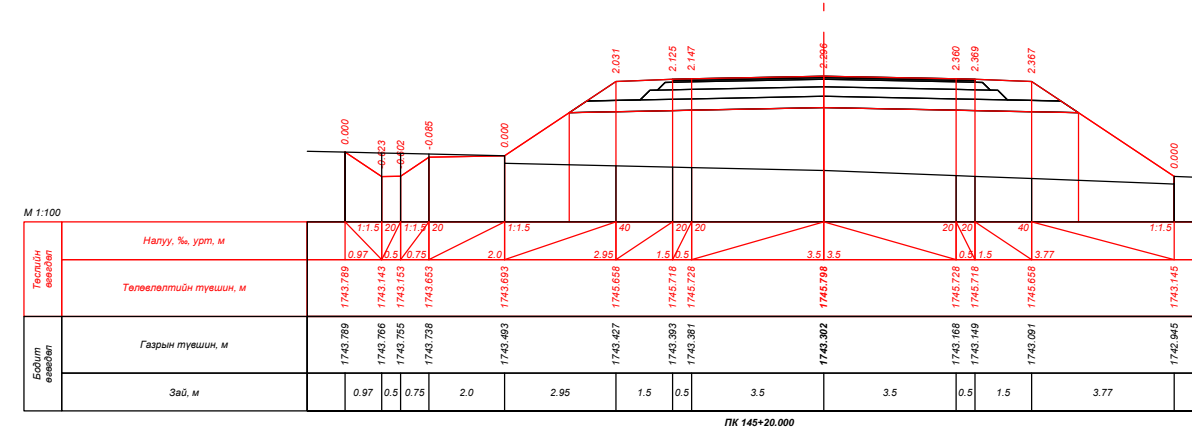 0.000 0.623 0.602 -0.085 0.000 2.031 2.125 2.147 2.296 2.360 2.369 2.367 0.000
М 1:100
Төслийн өгөгдөл
Налуу, ‰, урт, м
1:1.5 20 1:1.5 20 1:1.5 40 20 20 20 20 40 1:1.5
0.97 0.5 0.75 2.0 2.95 1.5 0.5 3.5 3.5 0.5 1.5 3.77
Төлөвлөлтийн түвшин, м
1743.789 1743.143 1743.153 1743.653 1743.693 1745.658 1745.718 1745.728 1745.798 1745.728 1745.718 1745.658 1743.145
Бодит өгөгдөл
Газрын түвшин, м
1743.789 1743.766 1743.755 1743.738 1743.493 1743.427 1743.393 1743.381 1743.302 1743.168 1743.149 1743.091 1742.945
Зай, м
0.97 0.5 0.75 2.0 2.95 1.5 0.5 3.5 3.5 0.5 1.5 3.77
ПК 145+20.000